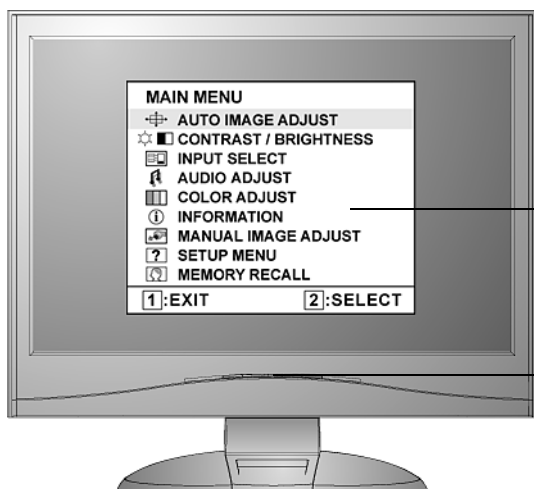 MAIN MENU
AUTO IMAGE ADJUST
CONTRAST / BRIGHTNESS
INPUT SELECT
AUDIO ADJUST
COLOR ADJUST
INFORMATION
MANUAL IMAGE ADJUST
? SETUP MENU
MEMORY RECALL
1:EXIT 2:SELECT